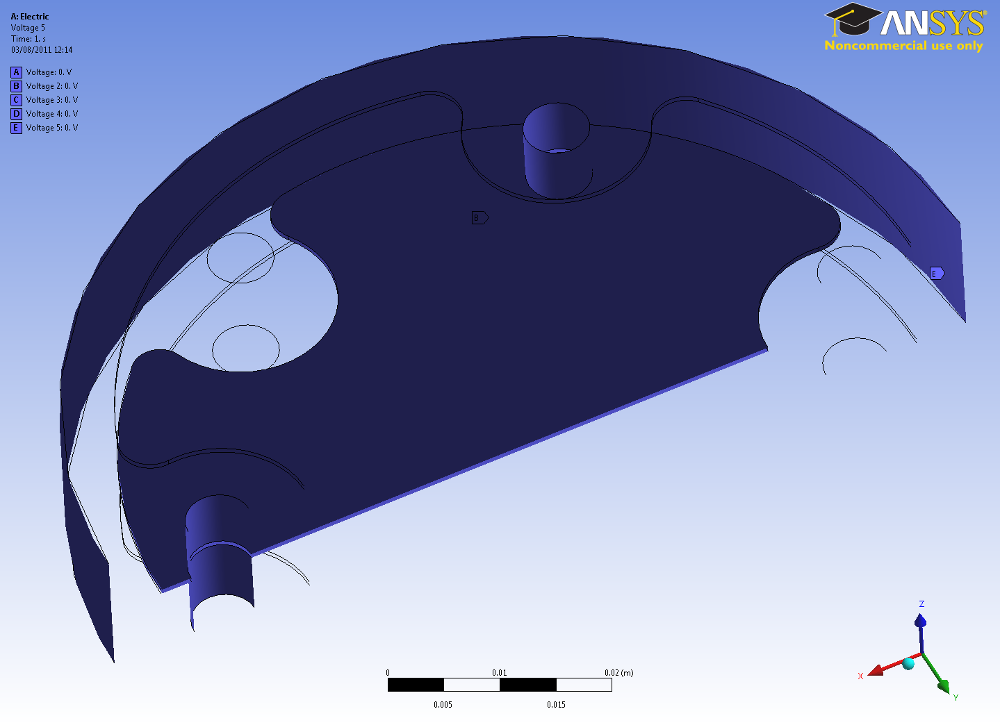 A: Electric
Voltage 5
Time: 1. s
03/08/2011 12:14
A Voltage: 0. V
B Voltage 2: 0. V
C Voltage 3: 0. V
D Voltage 4: 0. V
E Voltage 5: 0. V
ANSYS®
Noncommercial use only
B
E
Z
X
Y
0 0.01 0.02 (m)
0.005 0.015